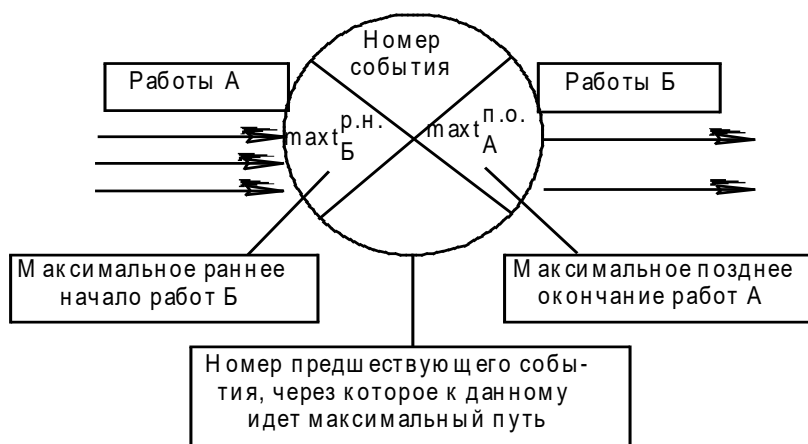 Номер
события
Работы А
Работы Б
maxt р.н. Б
maxt п.о. А
Максимальное раннее
начало работ Б
Максимальное позднее
окончание работ А
Номер предшествующего собы-
тия, через которое к данному
идет максимальный путь